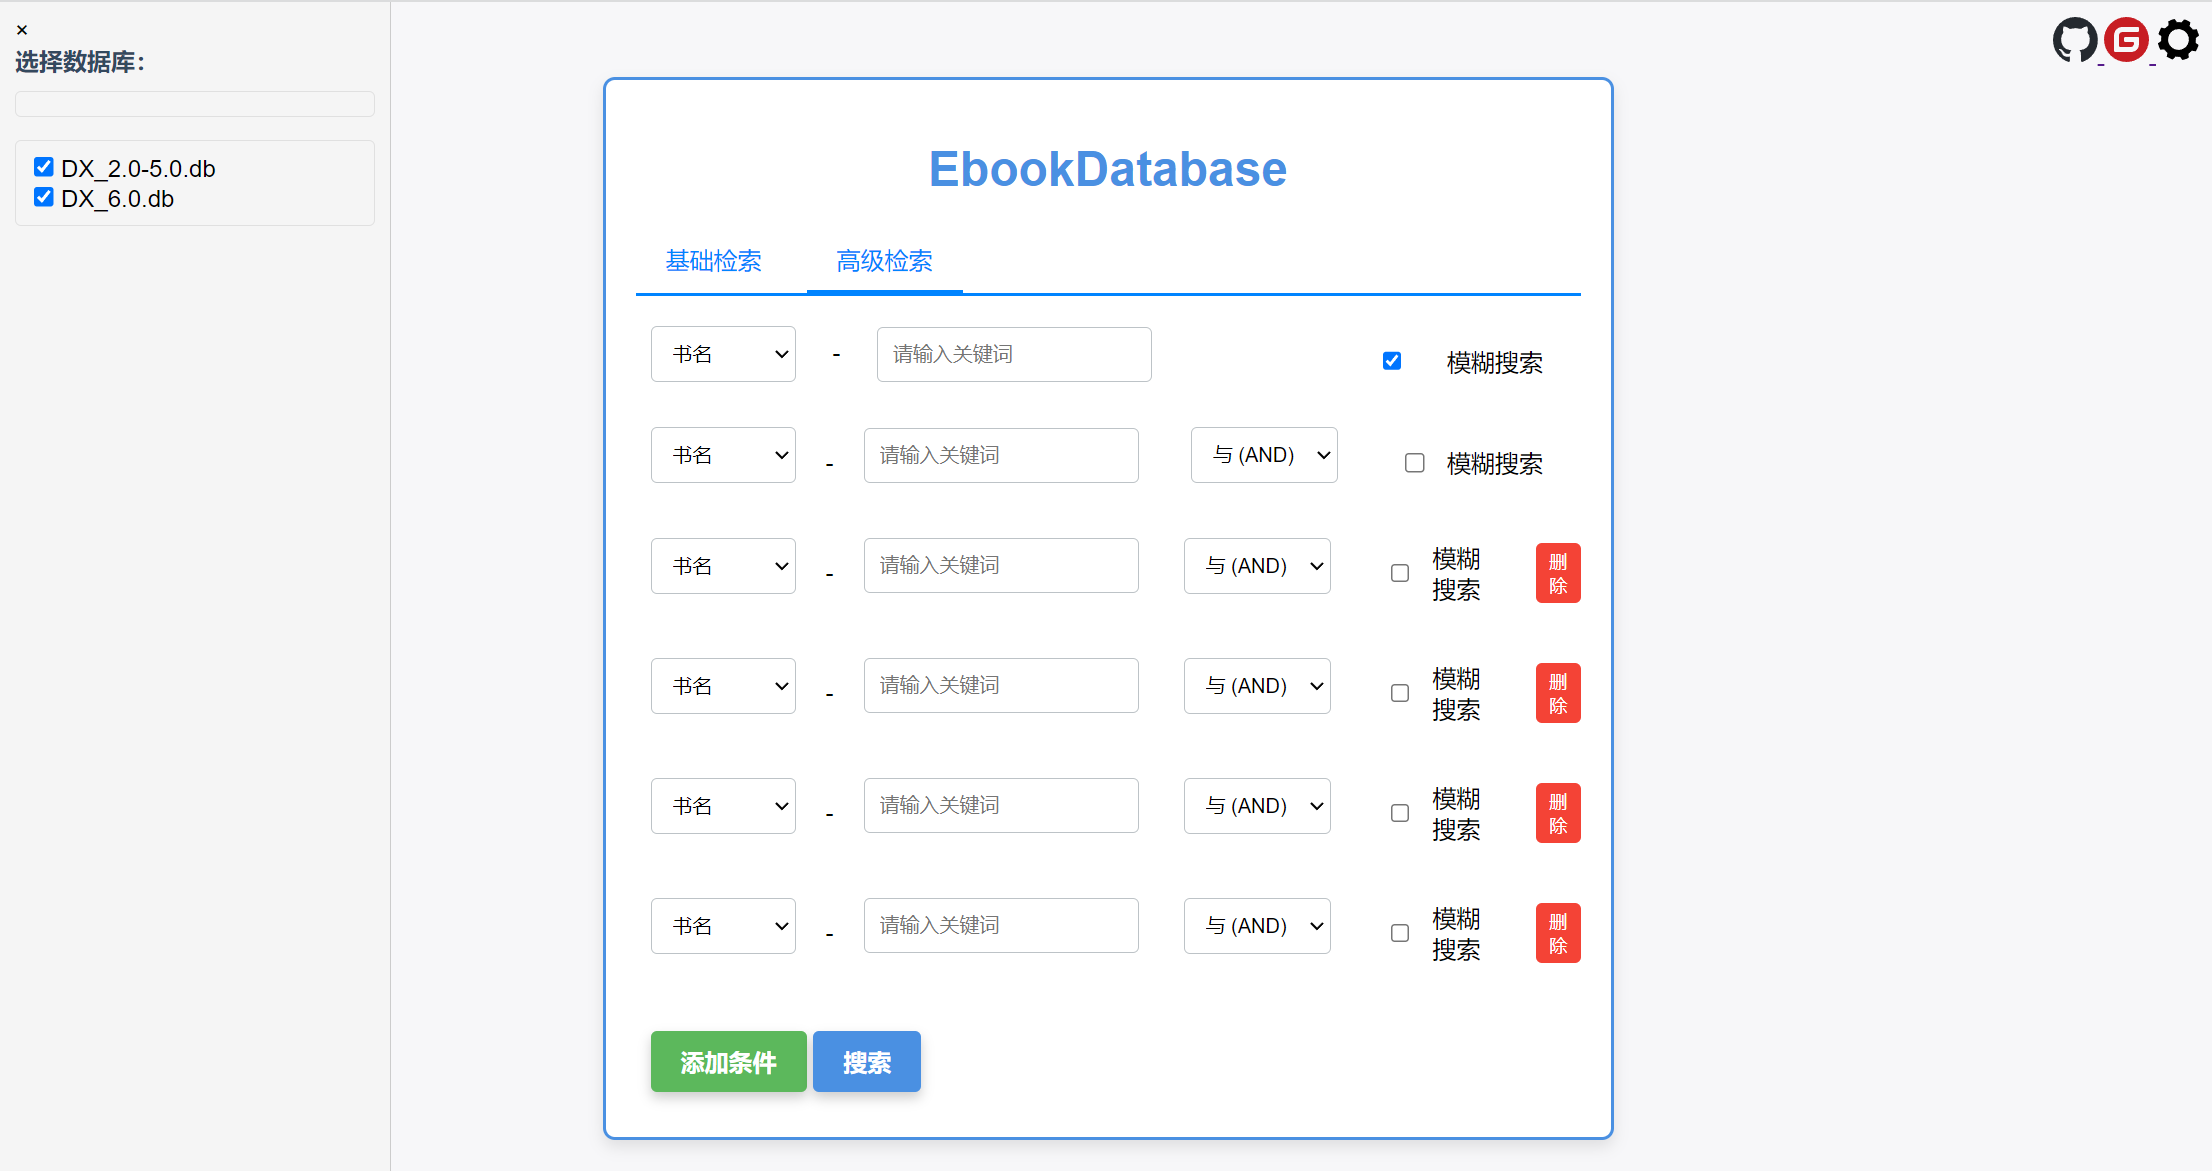 ×
选择数据库：
DX_2.0-5.0.db
DX_6.0.db
EbookDatabase
基础检索 高级检索
书名 - 请输入关键词 模糊搜索
书名 - 请输入关键词 与 (AND) 模糊搜索
书名 - 请输入关键词 与 (AND) 模糊
搜索 删
除
书名 - 请输入关键词 与 (AND) 模糊
搜索 删
除
书名 - 请输入关键词 与 (AND) 模糊
搜索 删
除
书名 - 请输入关键词 与 (AND) 模糊
搜索 删
除
添加条件 搜索